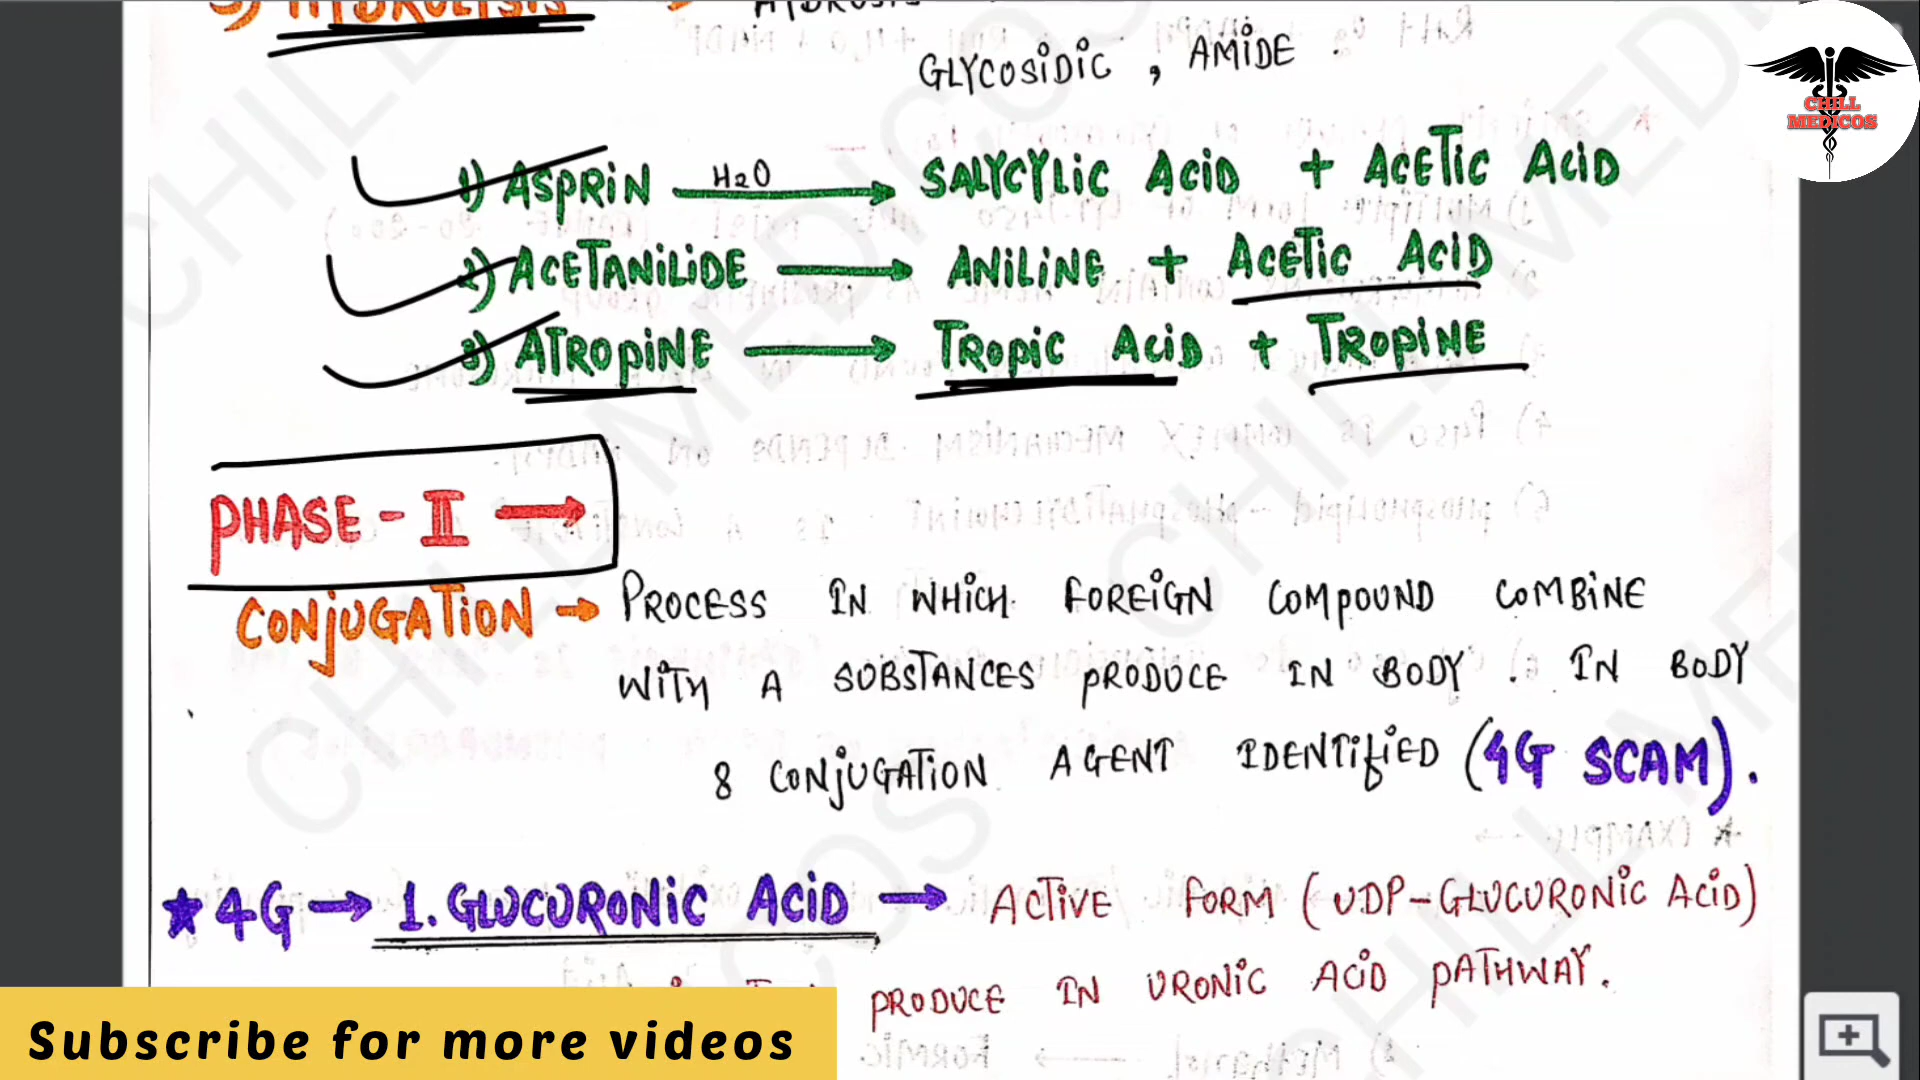 3) HYDROLYSIS
GLYCOSIDIC , AMIDE
1) ASPRIN H2O → SALYCYLIC ACID + ACETIC ACID
2) ACETANILIDE → ANILINE + ACETIC ACID
3) ATROPINE → TROPIC ACID + TROPINE
PHASE - II →
CONJUGATION → PROCESS IN WHICH FOREIGN COMPOUND COMBINE
WITH A SUBSTANCES PRODUCE IN BODY . IN BODY
8 CONJUGATION AGENT IDENTIFIED (4G SCAM).
★ 4G → 1. GLUCURONIC ACID → ACTIVE FORM (UDP-GLUCURONIC ACID)
PRODUCE IN URONIC ACID PATHWAY.
Subscribe for more videos
CHILL
MEDICOS